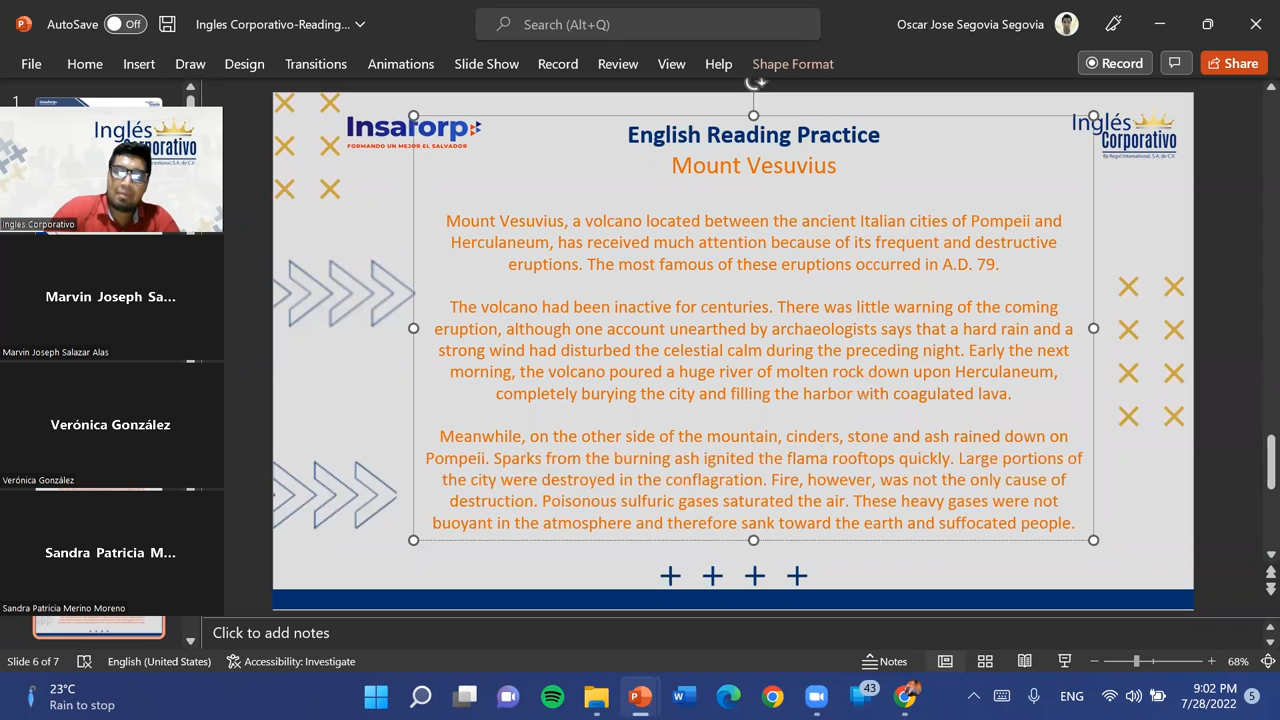 AutoSave Off Ingles Corporativo-Reading... Search (Alt+Q) Oscar Jose Segovia Segovia
File Home Insert Draw Design Transitions Animations Slide Show Record Review View Help Shape Format Record Share
1
Inglés Corporativo
Ingles Corporativo
Marvin Joseph Sa...
Marvin Joseph Salazar Alas
Verónica González
Verónica González
Sandra Patricia M...
Sandra Patricia Merino Moreno
Insaforp
FORMANDO UN MEJOR EL SALVADOR
Inglés
Corporativo
By Regal International, S.A. de C.V.
English Reading Practice
Mount Vesuvius
Mount Vesuvius, a volcano located between the ancient Italian cities of Pompeii and
Herculaneum, has received much attention because of its frequent and destructive
eruptions. The most famous of these eruptions occurred in A.D. 79.
The volcano had been inactive for centuries. There was little warning of the coming
eruption, although one account unearthed by archaeologists says that a hard rain and a
strong wind had disturbed the celestial calm during the preceding night. Early the next
morning, the volcano poured a huge river of molten rock down upon Herculaneum,
completely burying the city and filling the harbor with coagulated lava.
Meanwhile, on the other side of the mountain, cinders, stone and ash rained down on
Pompeii. Sparks from the burning ash ignited the flama rooftops quickly. Large portions of
the city were destroyed in the conflagration. Fire, however, was not the only cause of
destruction. Poisonous sulfuric gases saturated the air. These heavy gases were not
buoyant in the atmosphere and therefore sank toward the earth and suffocated people.
Click to add notes
Slide 6 of 7 English (United States) Accessibility: Investigate Notes 68%
23°C
Rain to stop
43
ENG
9:02 PM
7/28/2022
5